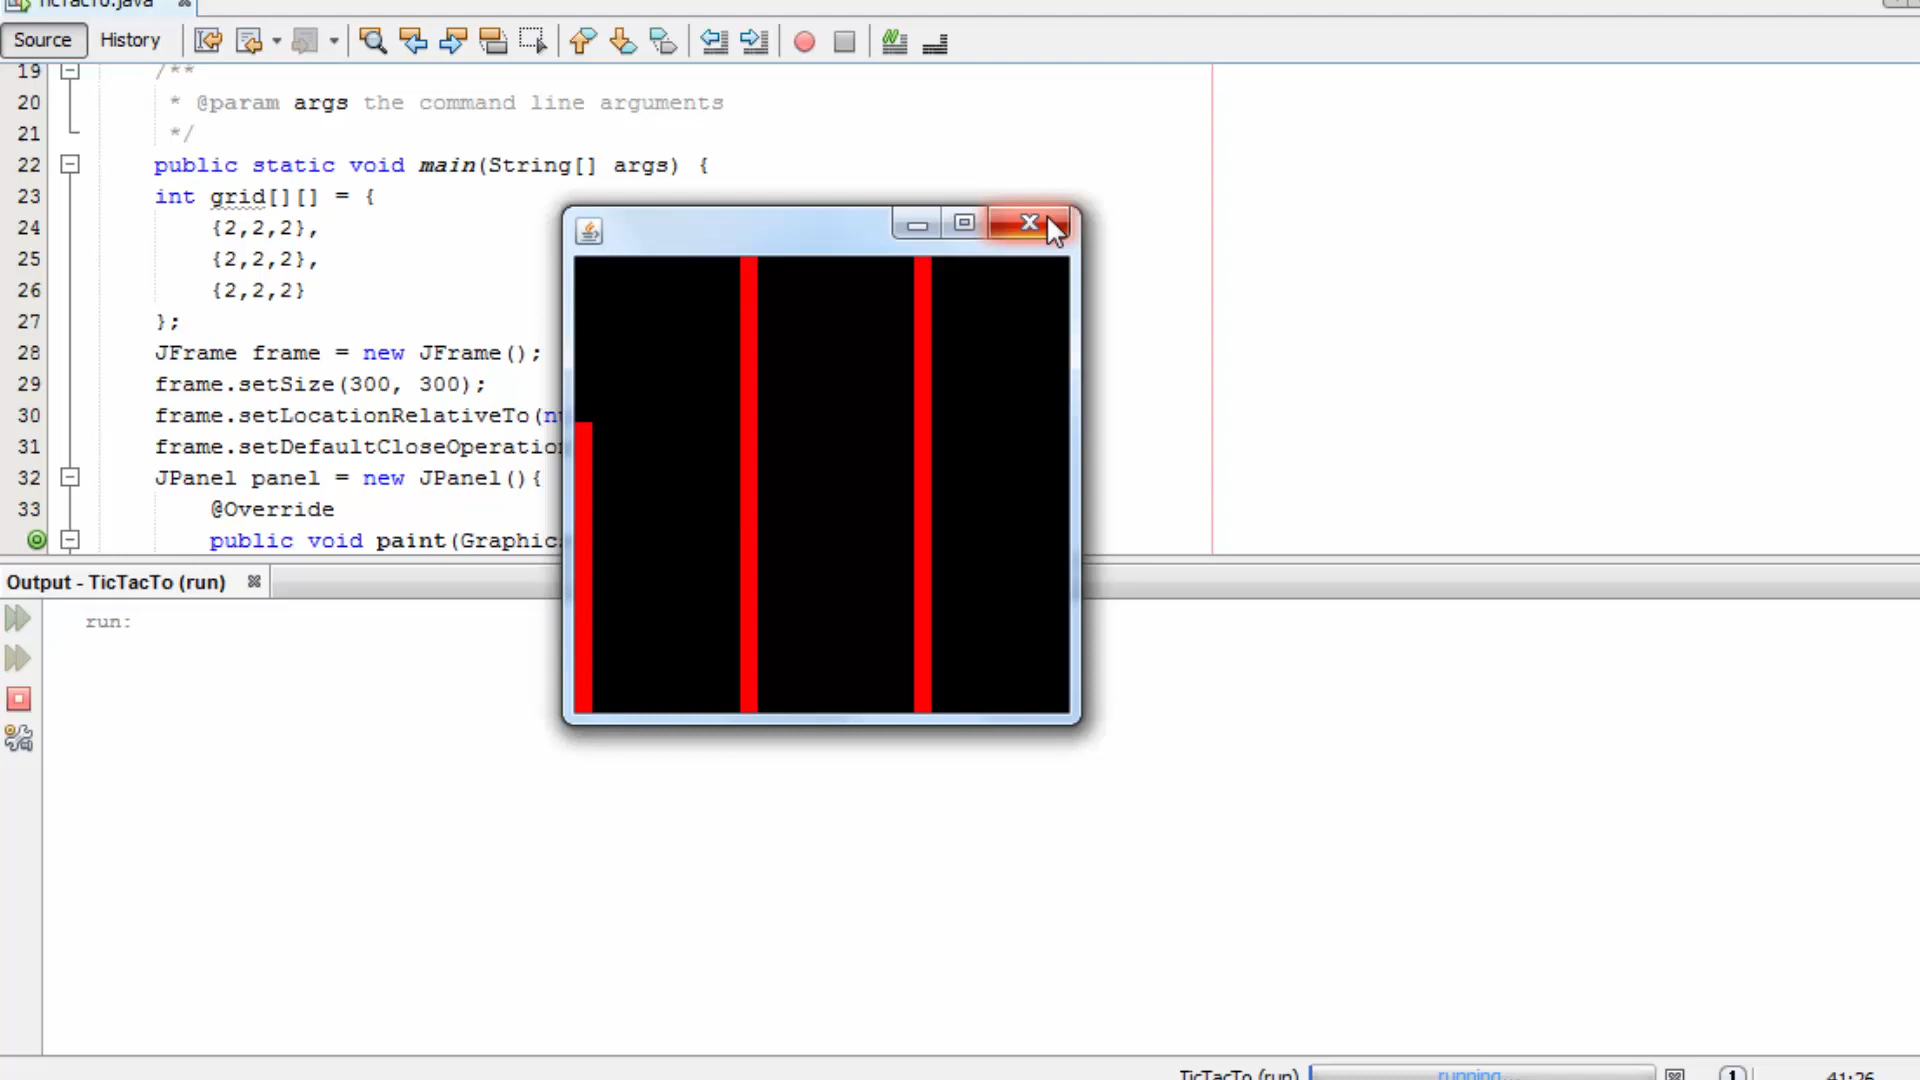 TicTacTo.java
Source History
19 /**
20 * @param args the command line arguments
21 */
22 public static void main(String[] args) {
23 int grid[][] = {
24 {2,2,2},
25 {2,2,2},
26 {2,2,2}
27 };
28 JFrame frame = new JFrame();
29 frame.setSize(300, 300);
30 frame.setLocationRelativeTo(
31 frame.setDefaultCloseOperation
32 JPanel panel = new JPanel(){
33 @Override
public void paint(Graphic
Output - TicTacTo (run)
run:
TicTacTo (run) running... 1 41:26